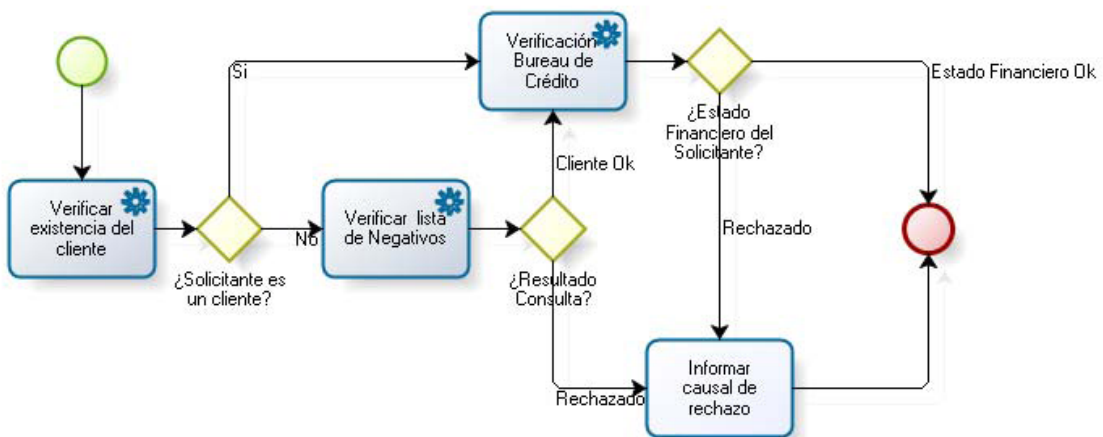 Verificación
Bureau de
Crédito
Si
Estado Financiero Ok
¿Estado
Financiero del
Solicitante?
Cliente Ok
Verificar
existencia del
cliente
Verificar lista
de Negativos
No
Rechazado
¿Solicitante es
un cliente?
¿Resultado
Consulta?
Informar
causal de
rechazo
Rechazado